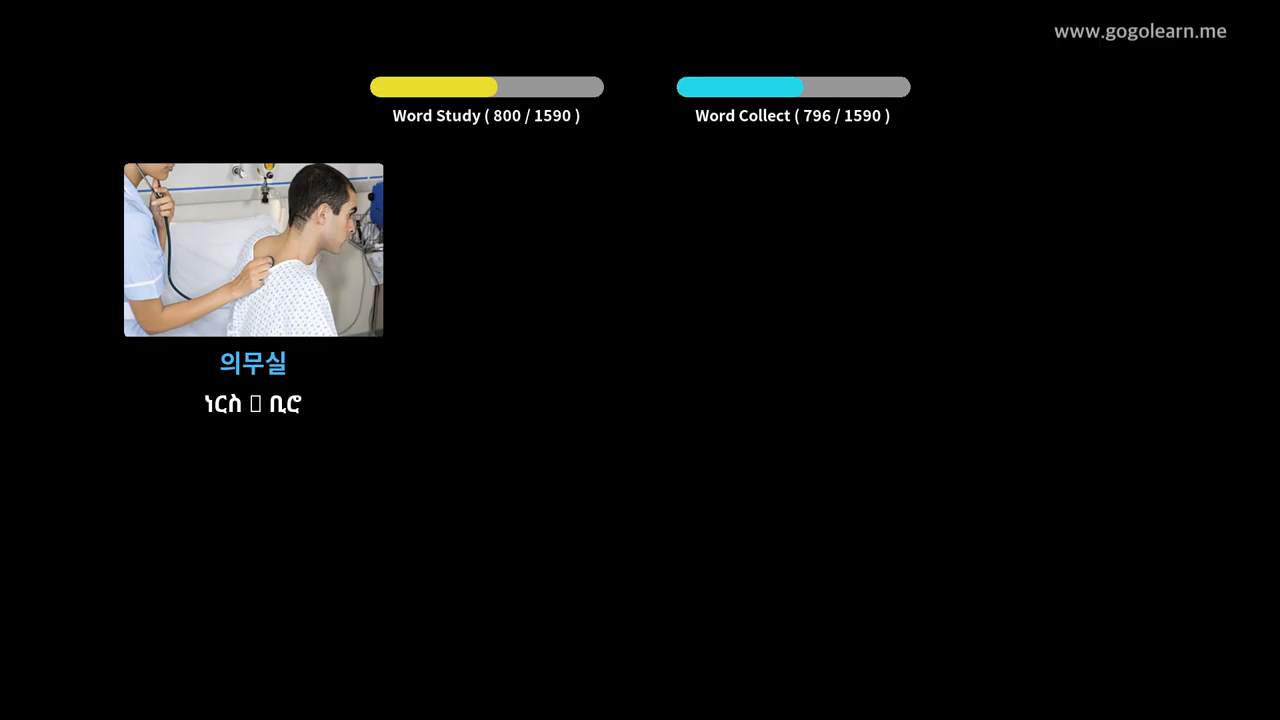 www.gogolearn.me
Word Study ( 800 / 1590 )
Word Collect ( 796 / 1590 )
의무실
ነርስ ቢሮ